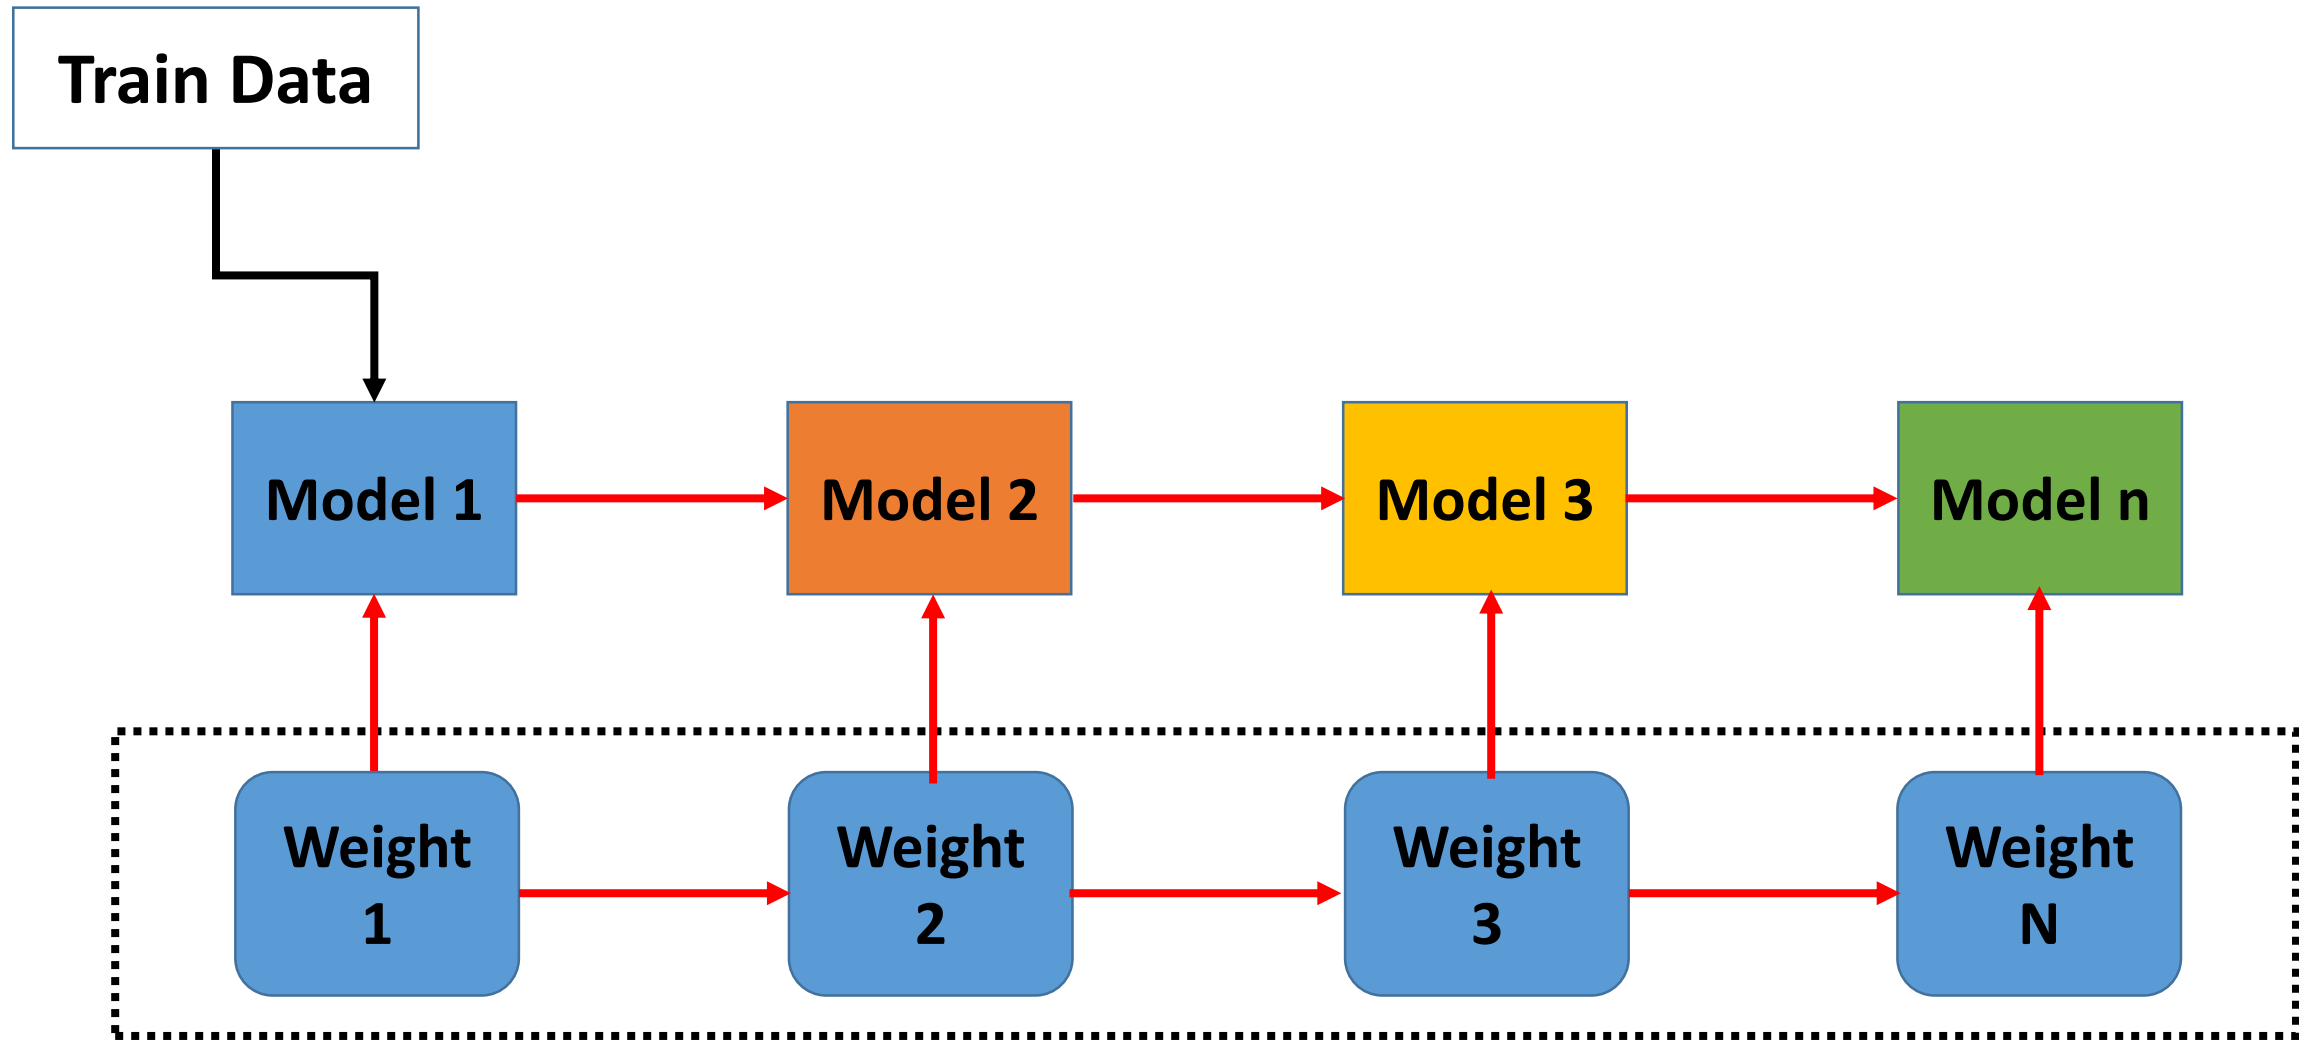 Train Data
Model 1
Model 2
Model 3
Model n
Weight
1
Weight
2
Weight
3
Weight
N